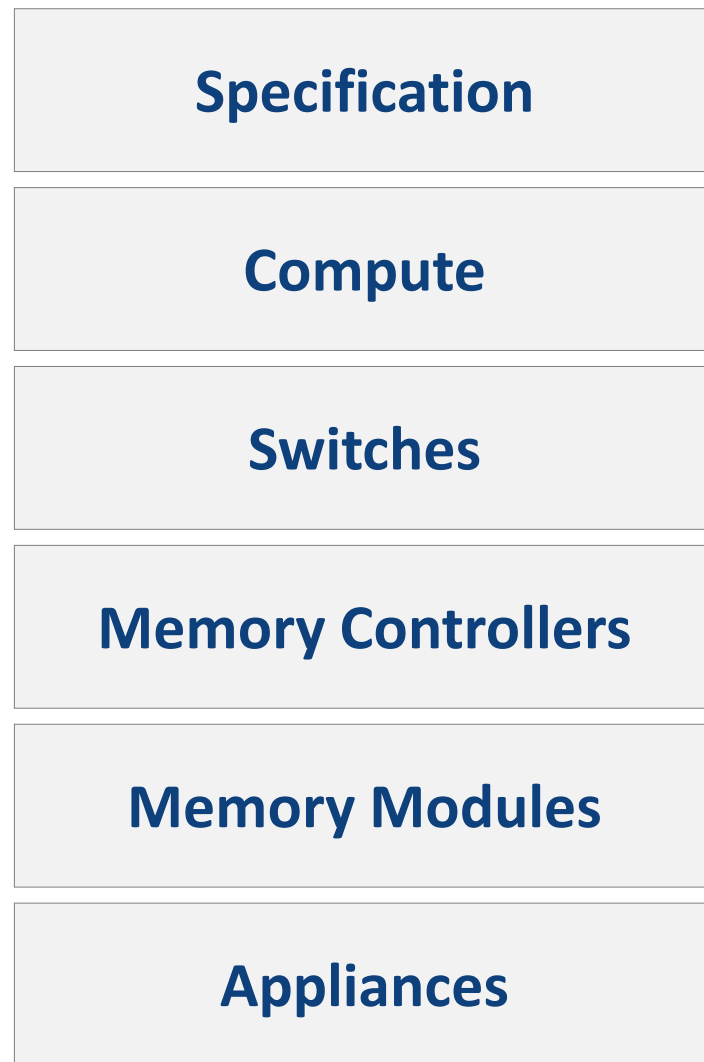 Specification
Compute
Switches
Memory Controllers
Memory Modules
Appliances